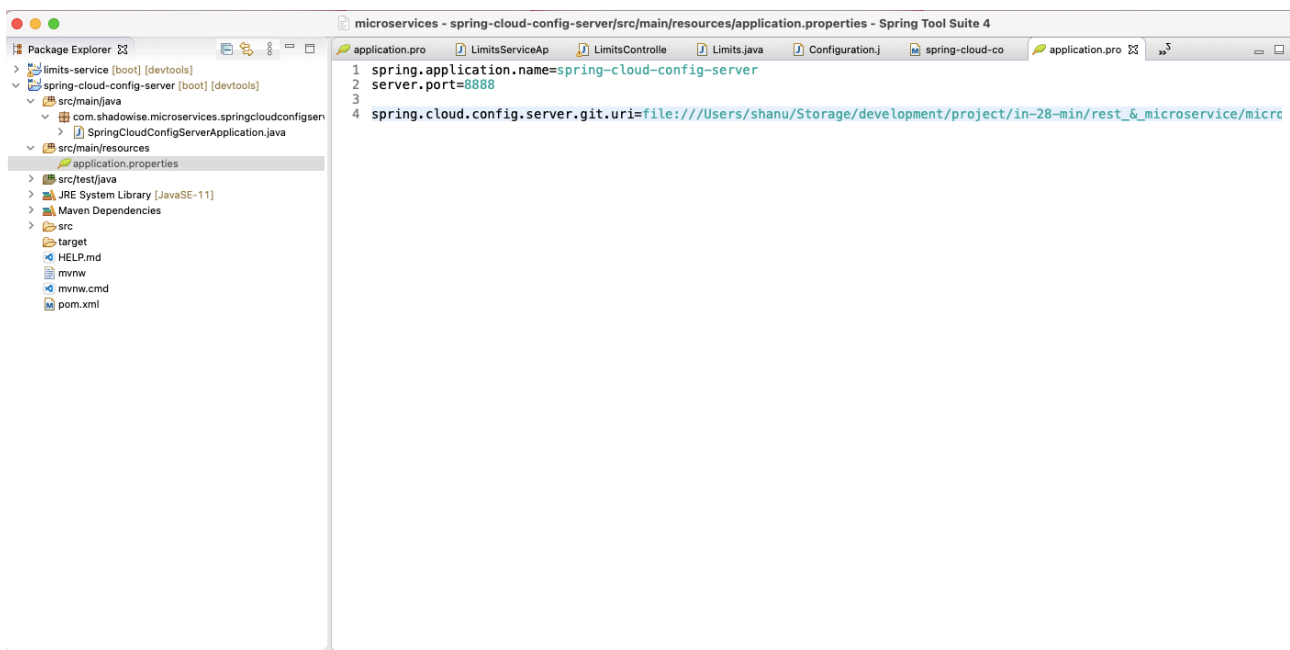 microservices - spring-cloud-config-server/src/main/resources/application.properties - Spring Tool Suite 4
Package Explorer
limits-service [boot] [devtools]
spring-cloud-config-server [boot] [devtools]
src/main/java
com.shadowise.microservices.springcloudconfigserv
SpringCloudConfigServerApplication.java
src/main/resources
application.properties
src/test/java
JRE System Library [JavaSE-11]
Maven Dependencies
src
target
HELP.md
mvnw
mvnw.cmd
pom.xml
application.pro LimitsServiceAp LimitsControlle Limits.java Configuration.j spring-cloud-co application.pro »5
1 spring.application.name=spring-cloud-config-server
2 server.port=8888
3
4 spring.cloud.config.server.git.uri=file:///Users/shanu/Storage/development/project/in-28-min/rest_&_microservice/micro